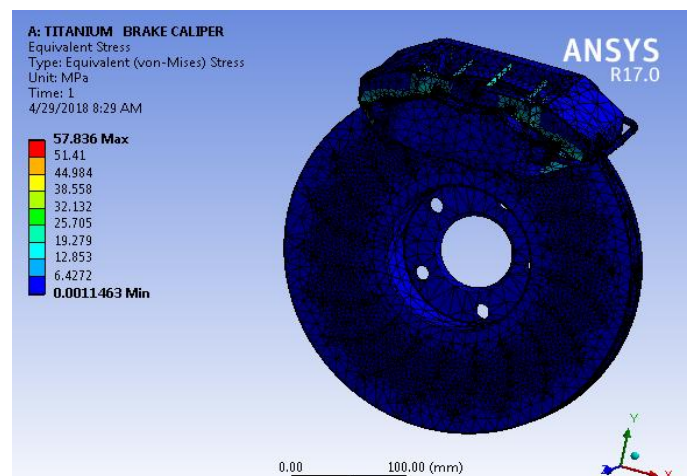 A: TITANIUM BRAKE CALIPER
Equivalent Stress
Type: Equivalent (von-Mises) Stress
Unit: MPa
Time: 1
4/29/2018 8:29 AM
57.836 Max
51.41
44.984
38.558
32.132
25.705
19.279
12.853
6.4272
0.0011463 Min
ANSYS
R17.0
0.00 100.00 (mm)
Y
Z X